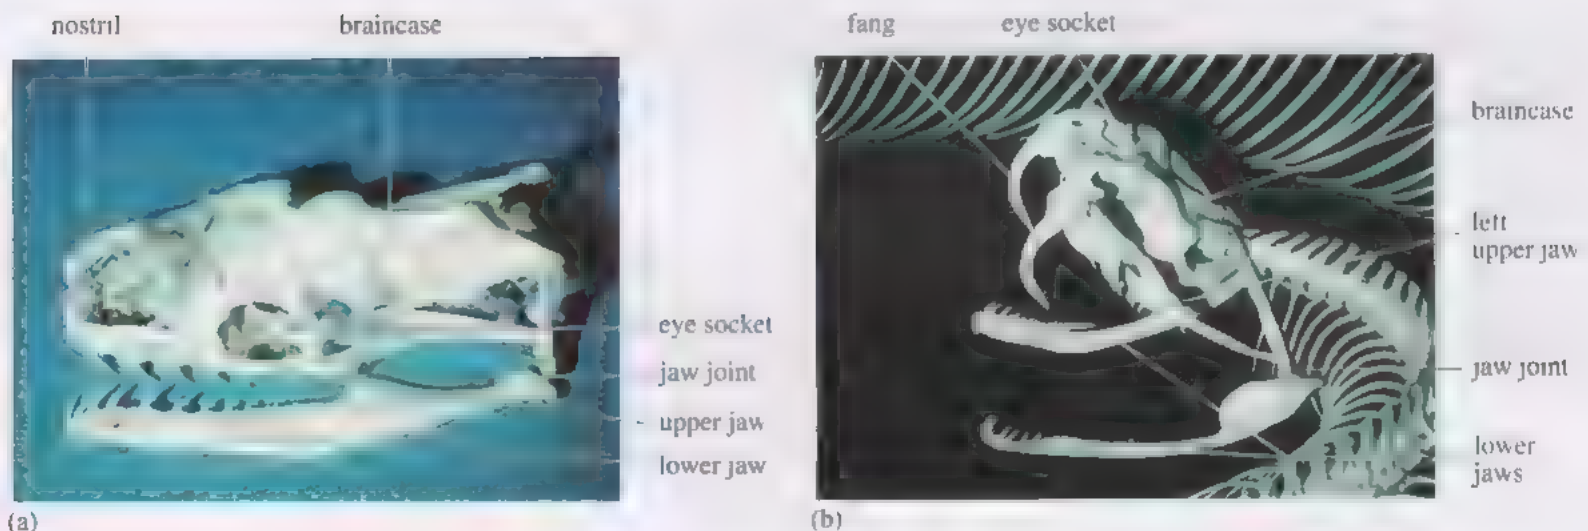 nostril
braincase
eye socket
jaw joint
upper jaw
lower jaw
(a)
fang
eye socket
braincase
left
upper jaw
jaw joint
lower
jaws
(b)